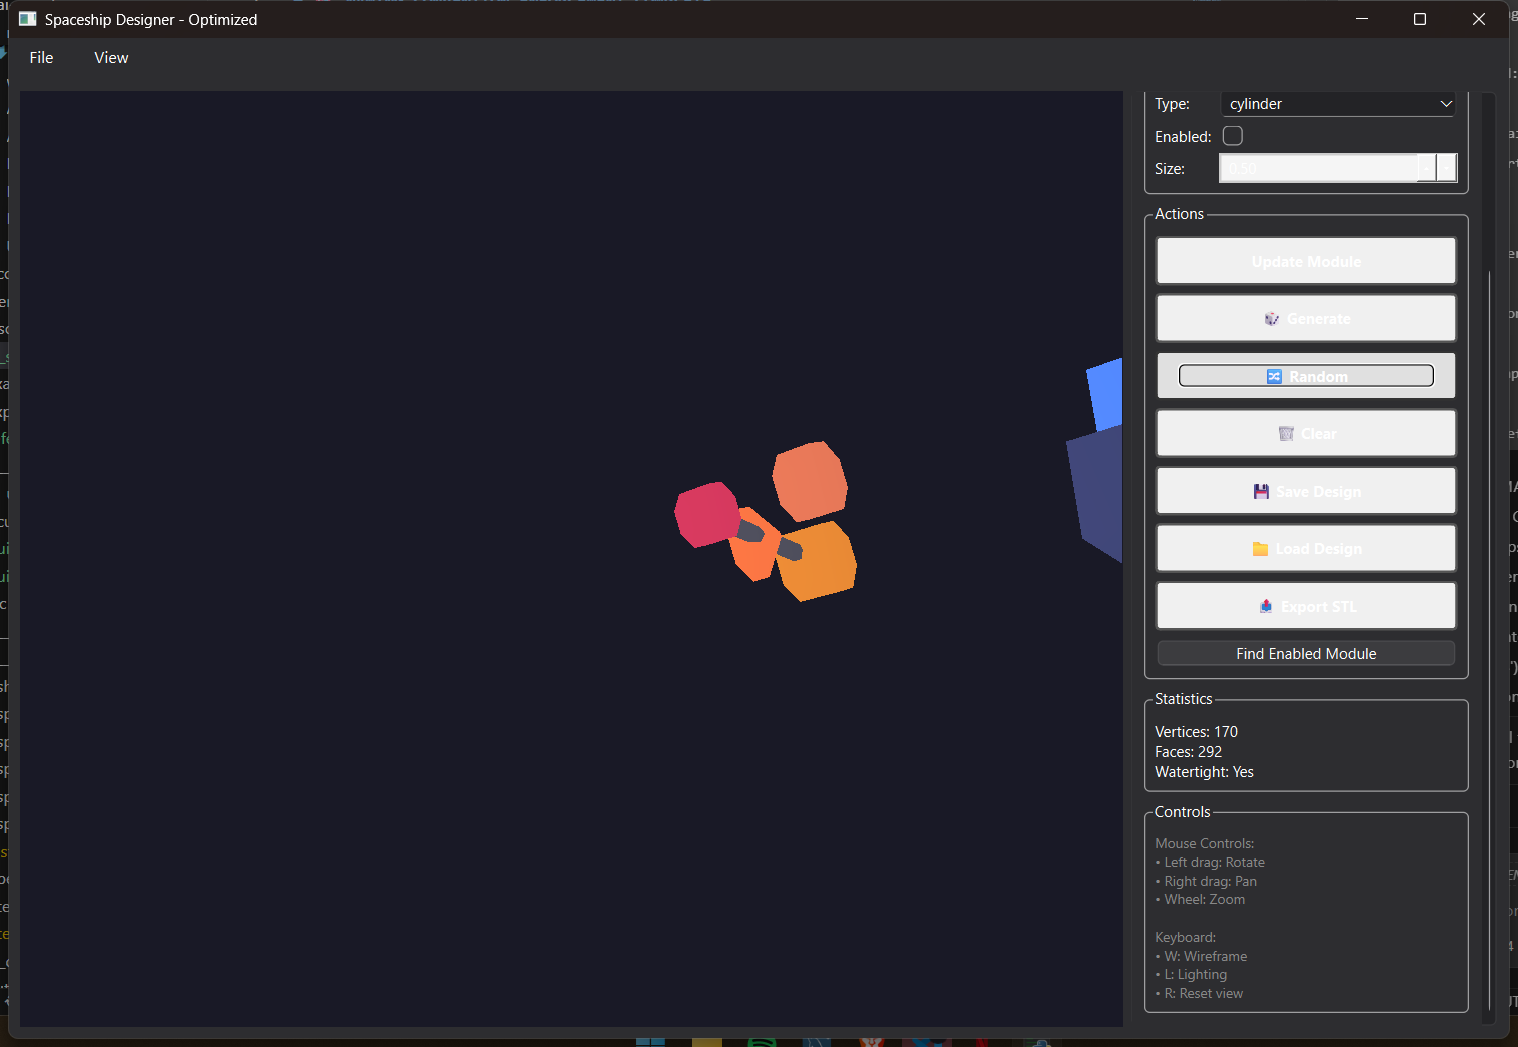 Spaceship Designer - Optimized
File
View
Type:
cylinder
Enabled:
Size:
0.50
Actions
Update Module
Generate
Random
Clear
Save Design
Load Design
Export STL
Find Enabled Module
Statistics
Vertices: 170
Faces: 292
Watertight: Yes
Controls
Mouse Controls:
• Left drag: Rotate
• Right drag: Pan
• Wheel: Zoom
Keyboard:
• W: Wireframe
• L: Lighting
• R: Reset view